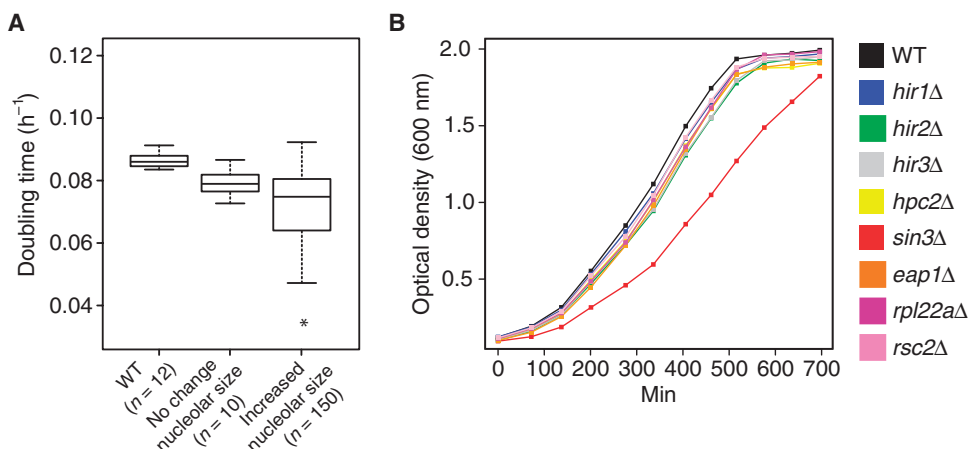 A
Doubling time (h⁻¹)
0.12
0.10
0.08
0.06
0.04
*
WT
(n = 12)
No change
nucleolar size
(n = 10)
Increased
nucleolar size
(n = 150)
B
Optical density (600 nm)
2.0
1.5
1.0
0.5
0 100 200 300 400 500 600 700
Min
WT
hir1Δ
hir2Δ
hir3Δ
hpc2Δ
sin3Δ
eap1Δ
rpl22aΔ
rsc2Δ